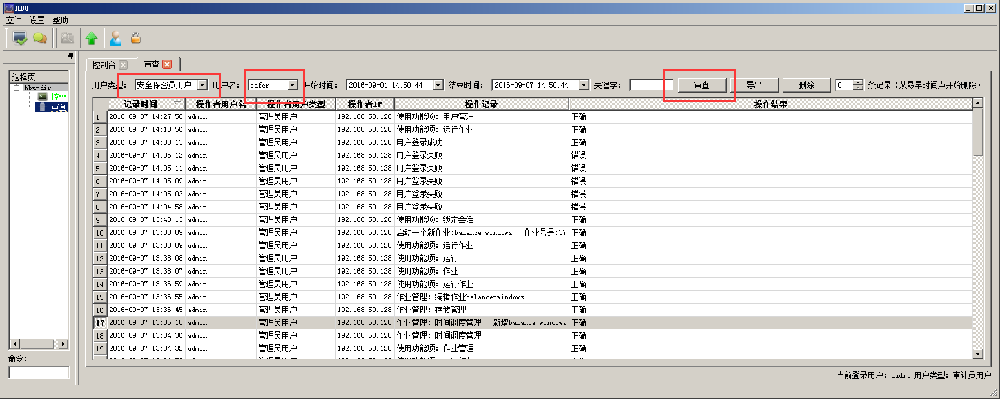 HBU
文件 设置 帮助
控制台 审查
选择页
hbu-dir
控...
审查
命令:
用户类型: 安全保密员用户 用户名: safer 开始时间: 2016-09-01 14:50:44 结束时间: 2016-09-07 14:50:44 关键字: 审查 导出 删除 0 条记录（从最早时间点开始删除）
记录时间 操作者用户名 操作者用户类型 操作者IP 操作记录 操作结果
1 2016-09-07 14:27:50 admin 管理员用户 192.168.50.128 使用功能项: 用户管理 正确
2 2016-09-07 14:18:56 admin 管理员用户 192.168.50.128 使用功能项: 运行作业 正确
3 2016-09-07 14:08:13 admin 管理员用户 192.168.50.128 用户登录成功 正确
4 2016-09-07 14:05:12 admin 管理员用户 192.168.50.128 用户登录失败 错误
5 2016-09-07 14:05:11 admin 管理员用户 192.168.50.128 用户登录失败 错误
6 2016-09-07 14:05:09 admin 管理员用户 192.168.50.128 用户登录失败 错误
7 2016-09-07 14:05:03 admin 管理员用户 192.168.50.128 用户登录失败 错误
8 2016-09-07 14:04:58 admin 管理员用户 192.168.50.128 用户登录失败 错误
9 2016-09-07 13:48:13 admin 管理员用户 192.168.50.128 使用功能项: 锁定会话 正确
10 2016-09-07 13:38:09 admin 管理员用户 192.168.50.128 启动一个新作业:balance-windows 作业号是:37 正确
11 2016-09-07 13:38:09 admin 管理员用户 192.168.50.128 使用功能项: 运行作业 正确
12 2016-09-07 13:38:08 admin 管理员用户 192.168.50.128 使用功能项: 运行 正确
13 2016-09-07 13:38:07 admin 管理员用户 192.168.50.128 使用功能项: 作业 正确
14 2016-09-07 13:36:59 admin 管理员用户 192.168.50.128 使用功能项: 运行作业 正确
15 2016-09-07 13:36:55 admin 管理员用户 192.168.50.128 作业管理: 编辑作业balance-windows 正确
16 2016-09-07 13:36:45 admin 管理员用户 192.168.50.128 作业管理: 存储管理 正确
17 2016-09-07 13:36:10 admin 管理员用户 192.168.50.128 作业管理: 时间调度管理 : 新增balance-windows 正确
18 2016-09-07 13:34:36 admin 管理员用户 192.168.50.128 作业管理: 时间调度管理 正确
19 2016-09-07 13:34:32 admin 管理员用户 192.168.50.128 使用功能项: 作业管理 正确
当前登录用户: audit 用户类型: 审计员用户